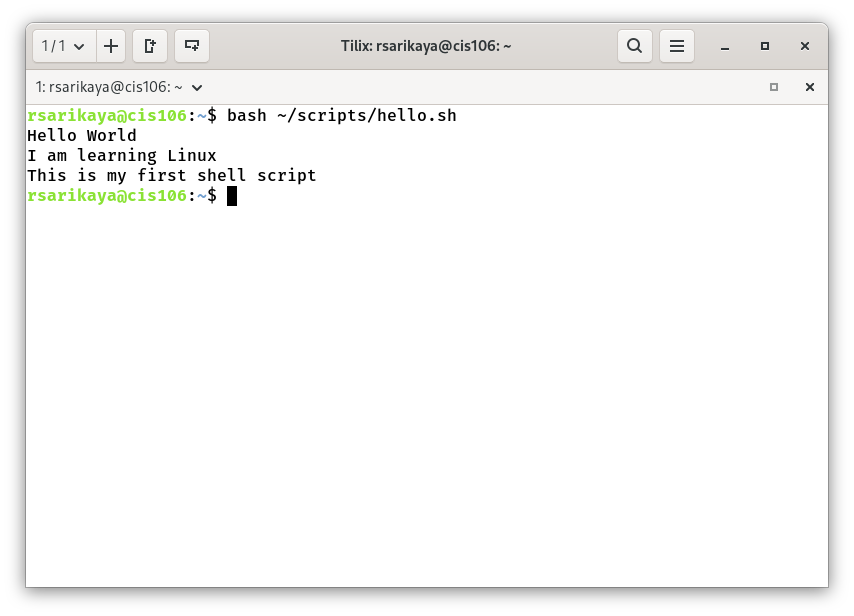 1 / 1
Tilix: rsarikaya@cis106: ~
1: rsarikaya@cis106: ~
rsarikaya@cis106:~$ bash ~/scripts/hello.sh
Hello World
I am learning Linux
This is my first shell script
rsarikaya@cis106:~$